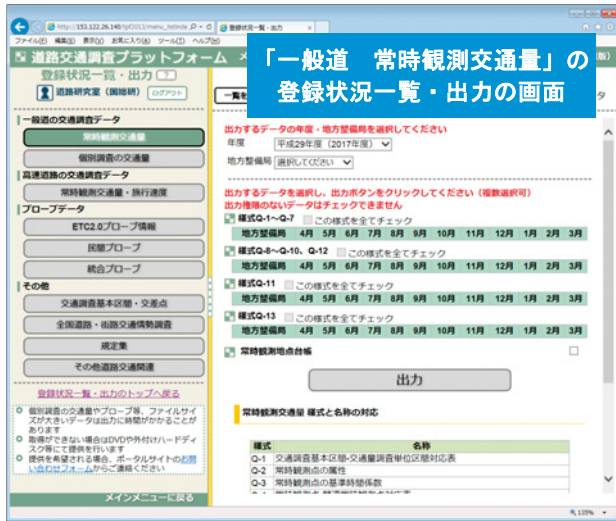 http://153.122.26.140/rpf2013/menu_listinde
登録状況一覧・出力
ファイル(F) 編集(E) 表示(V) お気に入り(A) ツール(T) ヘルプ(H)
道路交通調査プラットフォーム
「一般道 常時観測交通量」の
登録状況一覧・出力の画面
登録状況一覧・出力
道路研究室（国総研） ログアウト
一般道の交通調査データ
常時観測交通量
個別調査の交通量
高速道路の交通調査データ
常時観測交通量・旅行速度
プローブデータ
ETC2.0プローブ情報
民間プローブ
統合プローブ
その他
交通調査基本区間・交差点
全国道路・街路交通情勢調査
規定集
その他道路交通関連
登録状況一覧・出力のトップへ戻る
個別調査の交通量やプローブ等、ファイルサイ
ズが大きいデータは出力に時間がかかることが
あります
取得ができない場合はDVDや外付けハードディ
スク等にて提供を行います
提供を希望される場合、ポータルサイトのお問
い合わせフォームからご連絡ください
メインメニューに戻る
出力するデータの年度・地方整備局を選択してください
年度 平成29年度（2017年度）
地方整備局 選択してください
出力するデータを選択し、出力ボタンをクリックしてください（複数選択可）
出力権限のないデータはチェックできません
様式Q-1～Q-7 この様式を全てチェック
地方整備局 4月 5月 6月 7月 8月 9月 10月 11月 12月 1月 2月 3月
様式Q-8～Q-10、Q-12 この様式を全てチェック
地方整備局 4月 5月 6月 7月 8月 9月 10月 11月 12月 1月 2月 3月
様式Q-11 この様式を全てチェック
地方整備局 4月 5月 6月 7月 8月 9月 10月 11月 12月 1月 2月 3月
様式Q-13 この様式を全てチェック
地方整備局 4月 5月 6月 7月 8月 9月 10月 11月 12月 1月 2月 3月
常時観測地点台帳
出力
常時観測交通量 様式と名称の対応
様式 名称
Q-1 交通調査基本区間-交通量調査単位区間対応表
Q-2 常時観測点の属性
Q-3 常時観測点の基準時間係数
135%